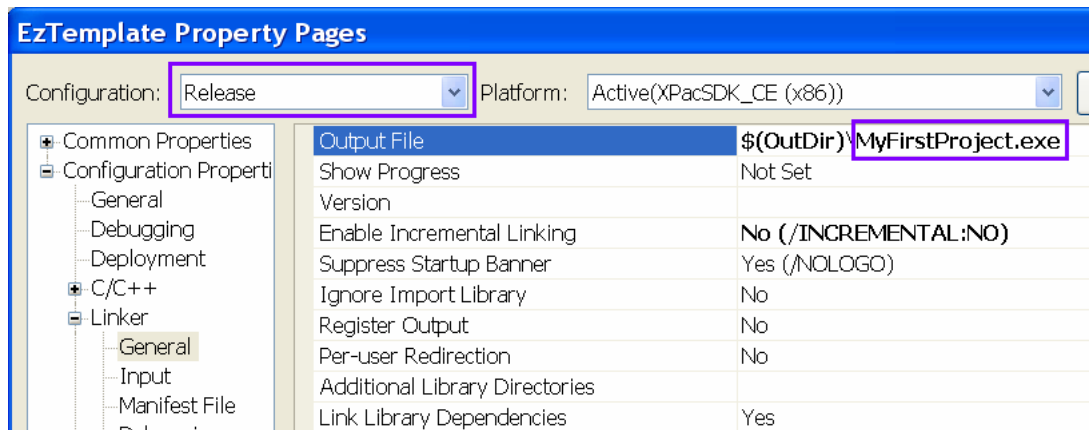 EzTemplate Property Pages
Configuration: Release Platform: Active(XPacSDK_CE (x86))
Common Properties
Configuration Properti
General
Debugging
Deployment
C/C++
Linker
General
Input
Manifest File
Output File $(OutDir)\MyFirstProject.exe
Show Progress Not Set
Version
Enable Incremental Linking No (/INCREMENTAL:NO)
Suppress Startup Banner Yes (/NOLOGO)
Ignore Import Library No
Register Output No
Per-user Redirection No
Additional Library Directories
Link Library Dependencies Yes